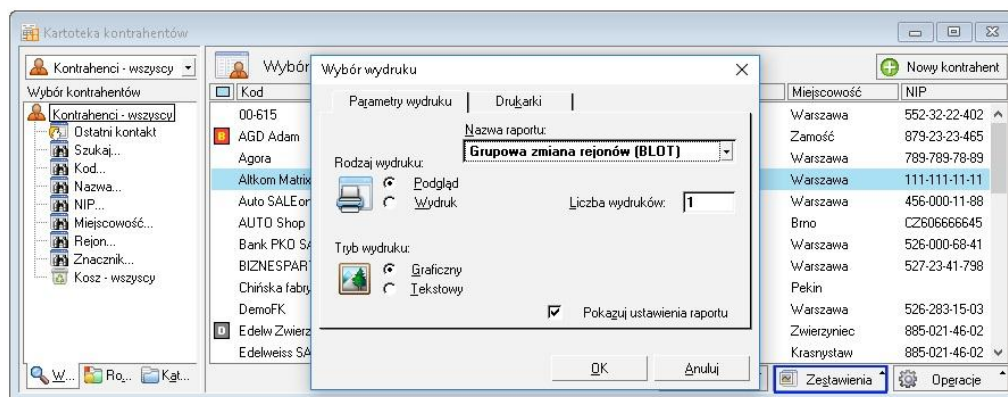 Kartoteka kontrahentów
Kontrahenci - wszyscy
Wybór kontrahentów
Kontrahenci - wszyscy
Ostatni kontakt
Szukaj...
Kod...
Nazwa...
NIP...
Miejscowość...
Rejon...
Znacznik...
Kosz - wszyscy
W...
Ro...
Kat...
Wybór
Nowy kontrahent
Kod
Miejscowość
NIP
00-615
Warszawa
552-32-22-402
AGD Adam
Zamość
879-23-23-465
Agora
Warszawa
789-789-78-89
Altkom Matrix
Warszawa
111-111-11-11
Auto SALEon
Warszawa
456-000-11-88
AUTO Shop
Brno
CZ606666645
Bank PKO SA
Warszawa
526-000-68-41
BIZNESPAR
Warszawa
527-23-41-798
Chińska fabry
Pekin
DemoFK
Warszawa
526-283-15-03
D
Edelw Zwierz
Zwierzyniec
885-021-46-02
Edelweiss SA
Krasnystaw
885-021-46-02
Wybór wydruku
Parametry wydruku
Drukarki
Nazwa raportu:
Grupowa zmiana rejonów (BLOT)
Rodzaj wydruku:
Podgląd
Wydruk
Liczba wydruków:
1
Tryb wydruku:
Graficzny
Tekstowy
Pokazuj ustawienia raportu
OK
Anuluj
Zestawienia
Operacje